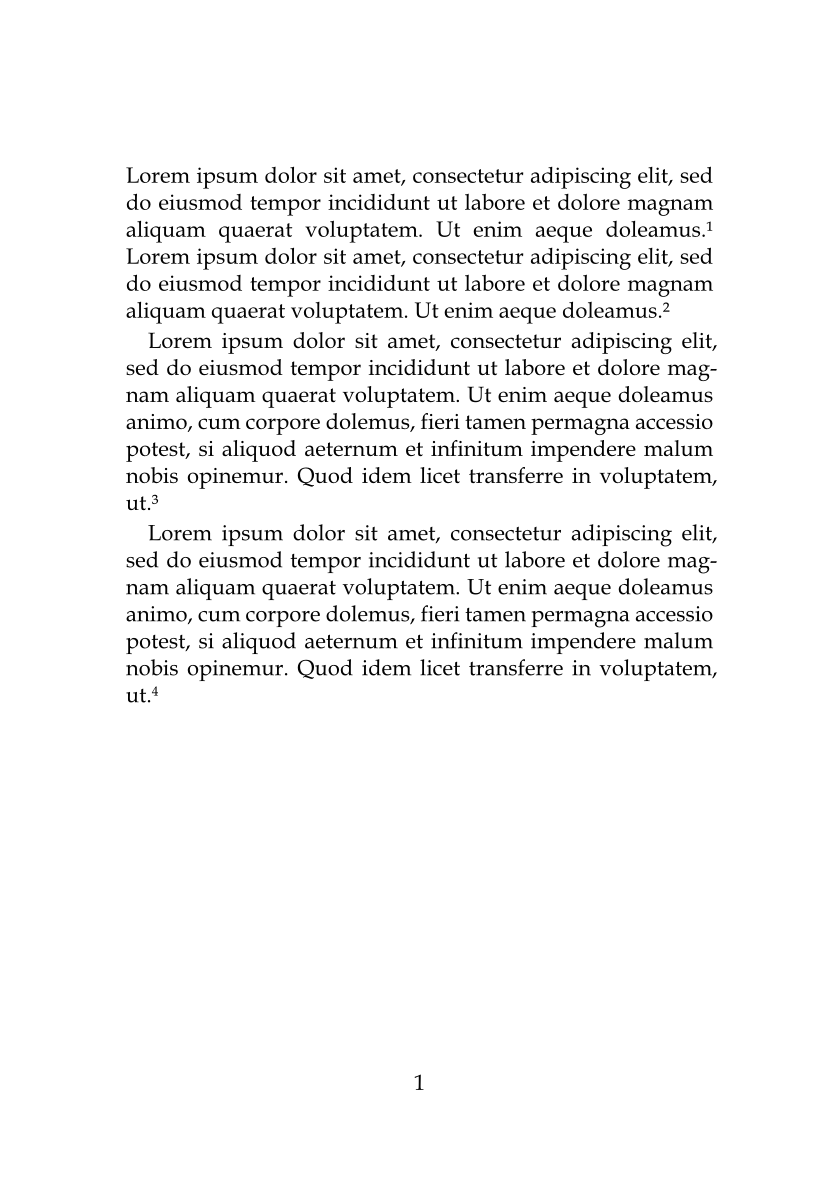 Lorem ipsum dolor sit amet, consectetur adipiscing elit, sed
do eiusmod tempor incididunt ut labore et dolore magnam
aliquam quaerat voluptatem. Ut enim aeque doleamus.¹
Lorem ipsum dolor sit amet, consectetur adipiscing elit, sed
do eiusmod tempor incididunt ut labore et dolore magnam
aliquam quaerat voluptatem. Ut enim aeque doleamus.²
Lorem ipsum dolor sit amet, consectetur adipiscing elit,
sed do eiusmod tempor incididunt ut labore et dolore mag-
nam aliquam quaerat voluptatem. Ut enim aeque doleamus
animo, cum corpore dolemus, fieri tamen permagna accessio
potest, si aliquod aeternum et infinitum impendere malum
nobis opinemur. Quod idem licet transferre in voluptatem,
ut.³
Lorem ipsum dolor sit amet, consectetur adipiscing elit,
sed do eiusmod tempor incididunt ut labore et dolore mag-
nam aliquam quaerat voluptatem. Ut enim aeque doleamus
animo, cum corpore dolemus, fieri tamen permagna accessio
potest, si aliquod aeternum et infinitum impendere malum
nobis opinemur. Quod idem licet transferre in voluptatem,
ut.⁴
1